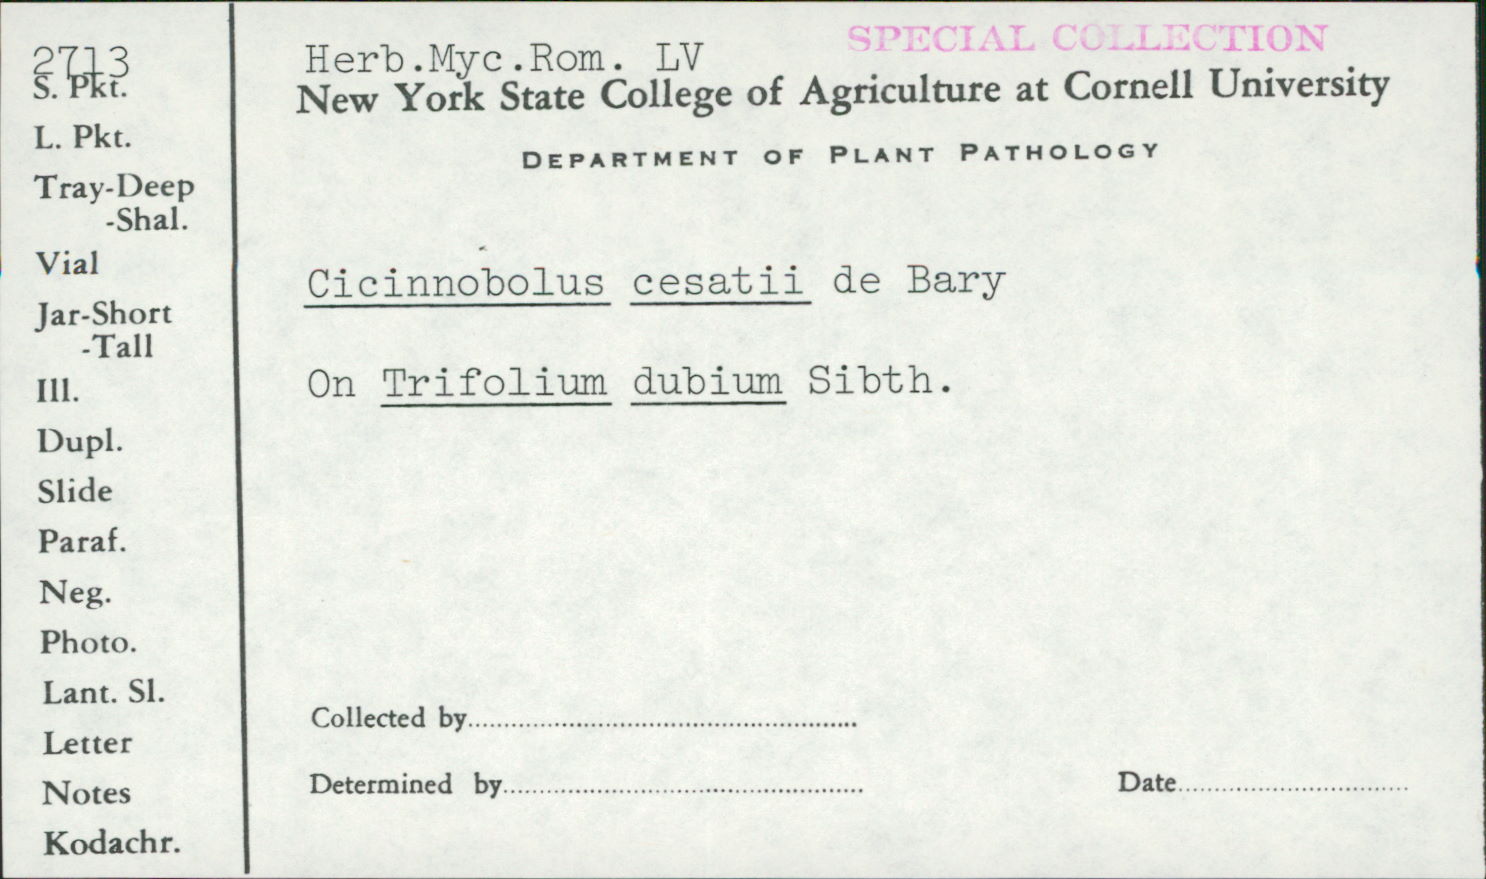 2713
S. Pkt.
L. Pkt.
Tray-Deep
-Shal.
Vial
Jar-Short
-Tall
Ill.
Dupl.
Slide
Paraf.
Neg.
Photo.
Lant. Sl.
Letter
Notes
Kodachr.
SPECIAL COLLECTION
Herb.Myc.Rom. LV
New York State College of Agriculture at Cornell University
DEPARTMENT OF PLANT PATHOLOGY
Cicinnobolus cesatii de Bary
On Trifolium dubium Sibth.
Collected by
Determined by
Date